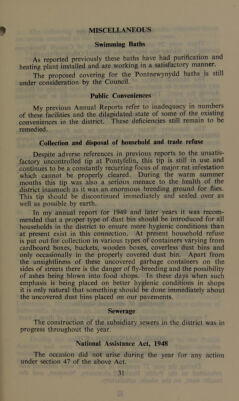 MISCELLANEOUS
Swimming Baths
As reported previously these baths have had purification and
heating plant installed and are working in a satisfactory manner.
The proposed covering for the Pontnewynydd baths is still
under consideration by the Council.
Public Conveniences
My previous Annual Reports refer to inadequacy in numbers
of these facilities and the dilapidated state of some of the existing
conveniences in the district. These deficiencies still remain to be
remedied.
Collection and disposal of household and trade refuse
Despite adverse references in previous reports to the unsatis-
factory uncontrolled tip at Pontyfelin, this tip is still in use and
continues to be a constantly recurring focus of major rat infestation
which cannot be properly cleared. During the warm summer
months this tip was also a serious menace to the health of the
district inasmuch as it was an enormous breeding ground for flies.
This tip should be discontinued immediately and sealed over as
well as possible by earth.
In my annual report for 1949 and later years it was recom-
mended that a proper type of dust bins should be introduced for all
households in the district to ensure more hygienic conditions than
at present exist in this connection. At present household refuse
is put out for collection in various types of containers varying from
cardboard boxes, buckets, wooden boxes, overless dust bins and
only occasionally in the properly covered dust bin. Apart from
the unsightliness of these uncovered garbage containers on the
sides of streets there is the danger of fly-breeding and the possibility
of ashes being blown into food shops. In these days when such
emphasis is being placed on better hygienic conditions in shops
it is only natural that something should be done immediately about
the uncovered dust bins placed on our pavements.
Sewerage
The construction of the subsidiary sewers in the district was in
progress throughout the year.
National Assistance Act, 1948
The occasion did not arise during the year for any action
under section 47 of the above Act.
31